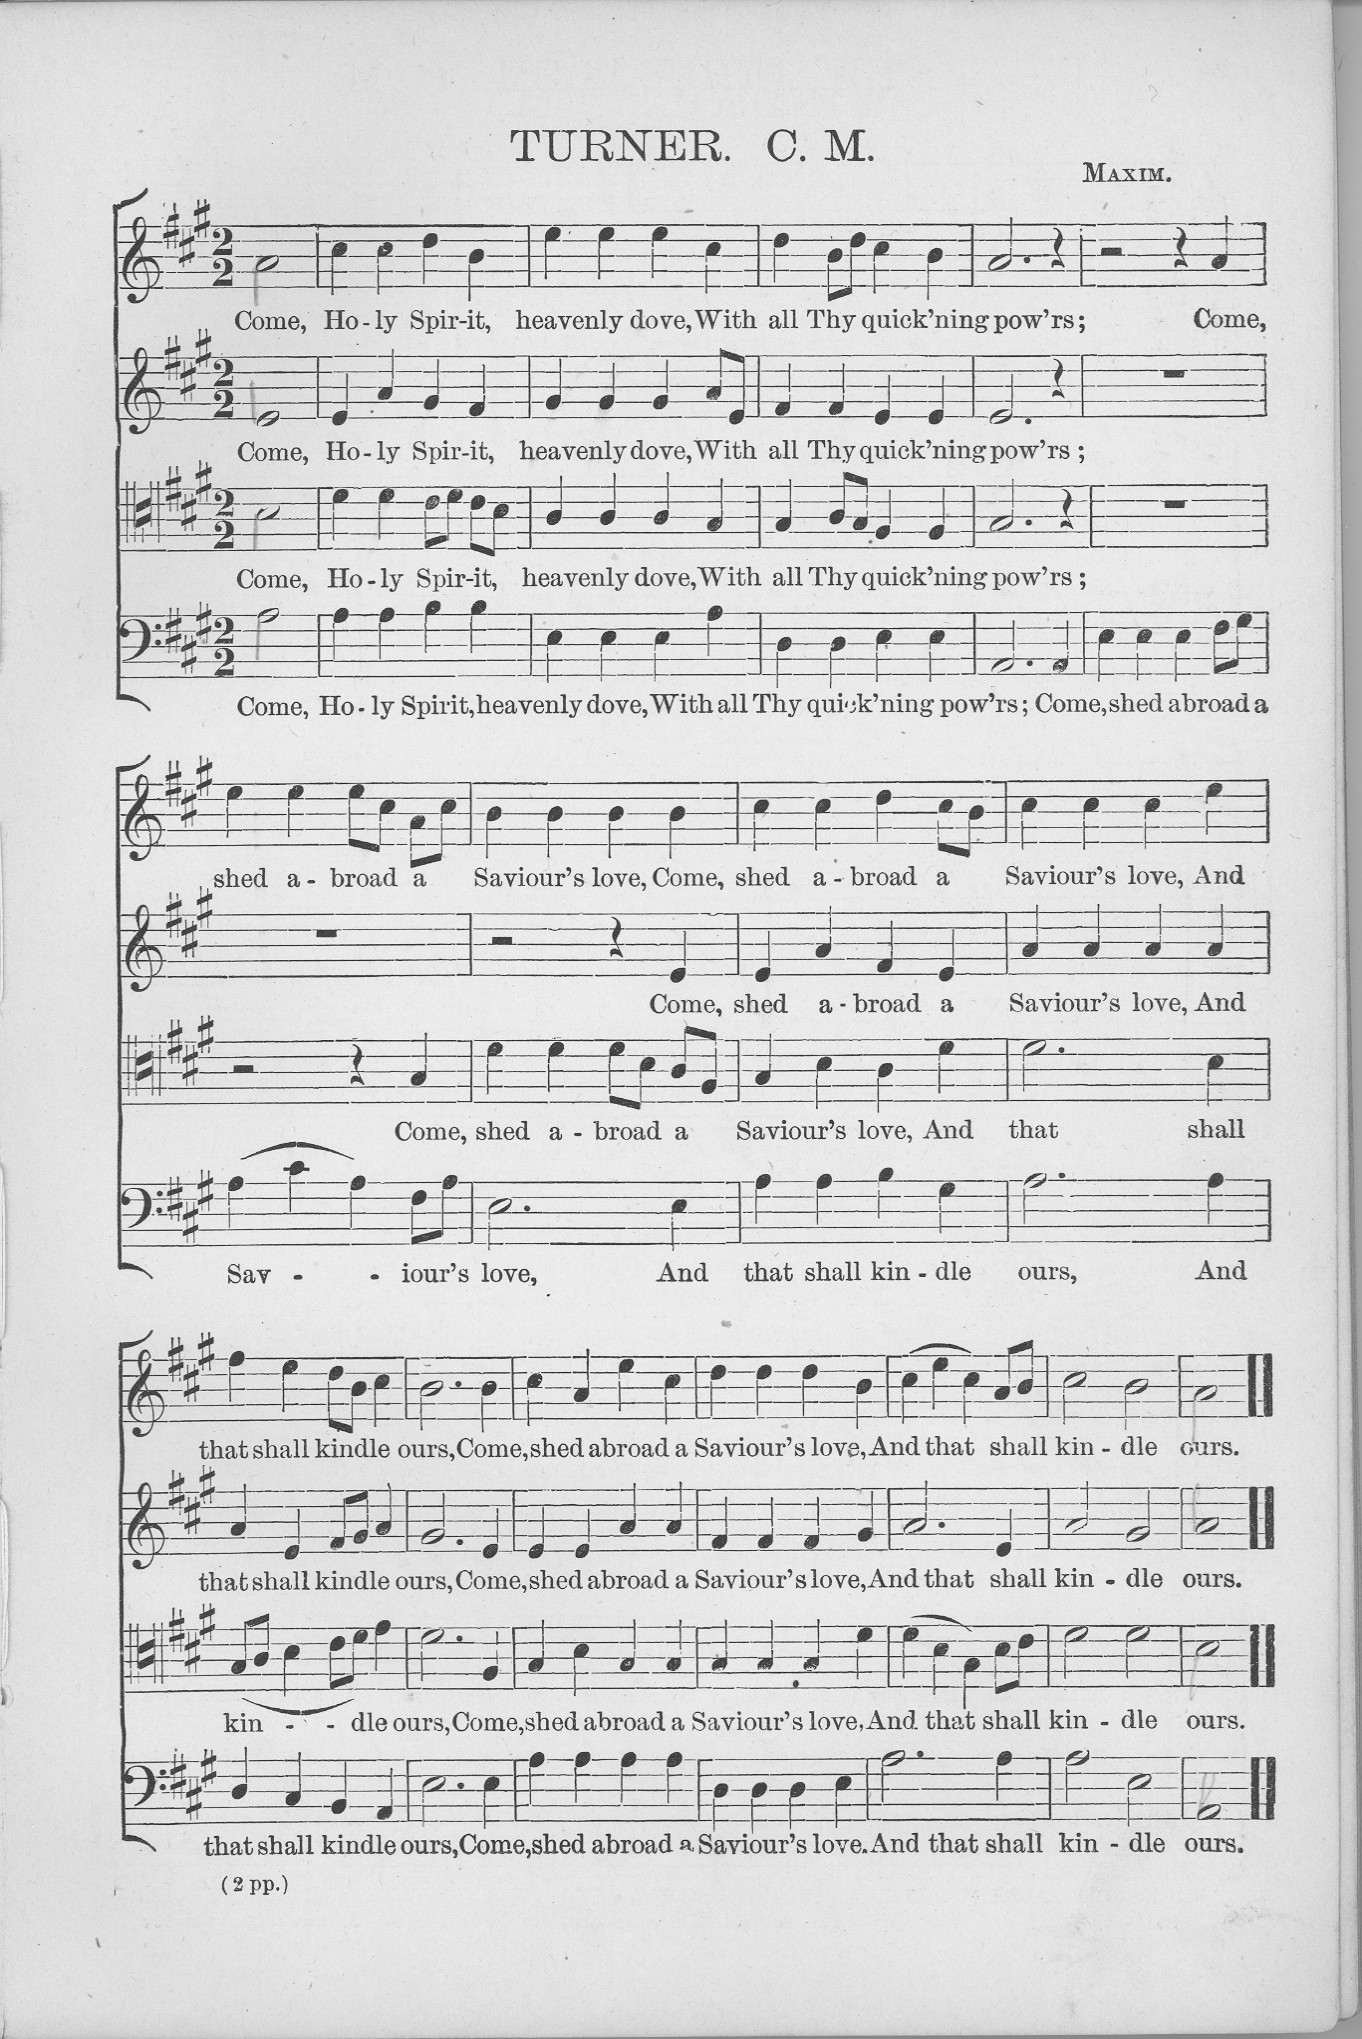 TURNER. C. M.
MAXIM.
Come, Ho - ly Spir-it, heavenly dove, With all Thy quick'ning pow'rs; Come,
Come, Ho - ly Spir-it, heavenly dove, With all Thy quick'ning pow'rs;
Come, Ho - ly Spir-it, heavenly dove, With all Thy quick'ning pow'rs;
Come, Ho - ly Spirit, heavenly dove, With all Thy quick'ning pow'rs; Come, shed abroad a
shed a - broad a Saviour's love, Come, shed a - broad a Saviour's love, And
Come, shed a - broad a Saviour's love, And
Come, shed a - broad a Saviour's love, And that shall
Sav - - iour's love, And that shall kin - dle ours, And
that shall kindle ours, Come, shed abroad a Saviour's love, And that shall kin - dle ours.
that shall kindle ours, Come, shed abroad a Saviour's love, And that shall kin - dle ours.
kin - - dle ours, Come, shed abroad a Saviour's love, And that shall kin - dle ours.
that shall kindle ours, Come, shed abroad a Saviour's love. And that shall kin - dle ours.
(2 pp.)